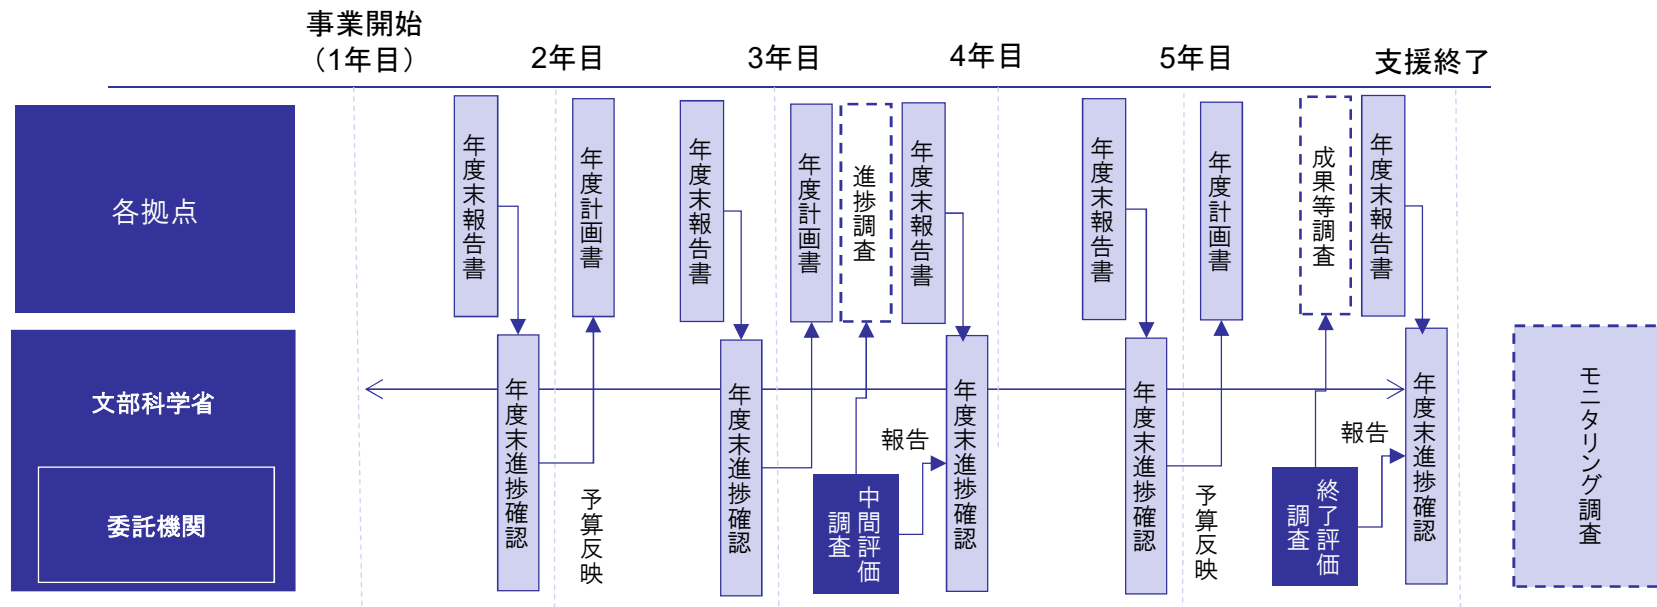 事業開始
（1年目）
2年目
3年目
4年目
5年目
支援終了
各拠点
年度末報告書
年度計画書
年度末報告書
年度計画書
進捗調査
年度末報告書
年度末報告書
年度計画書
成果等調査
年度末報告書
文部科学省
委託機関
年度末進捗確認
予算反映
年度末進捗確認
中間評価
調査
報告
年度末進捗確認
年度末進捗確認
予算反映
終了評価
調査
報告
年度末進捗確認
モニタリング調査